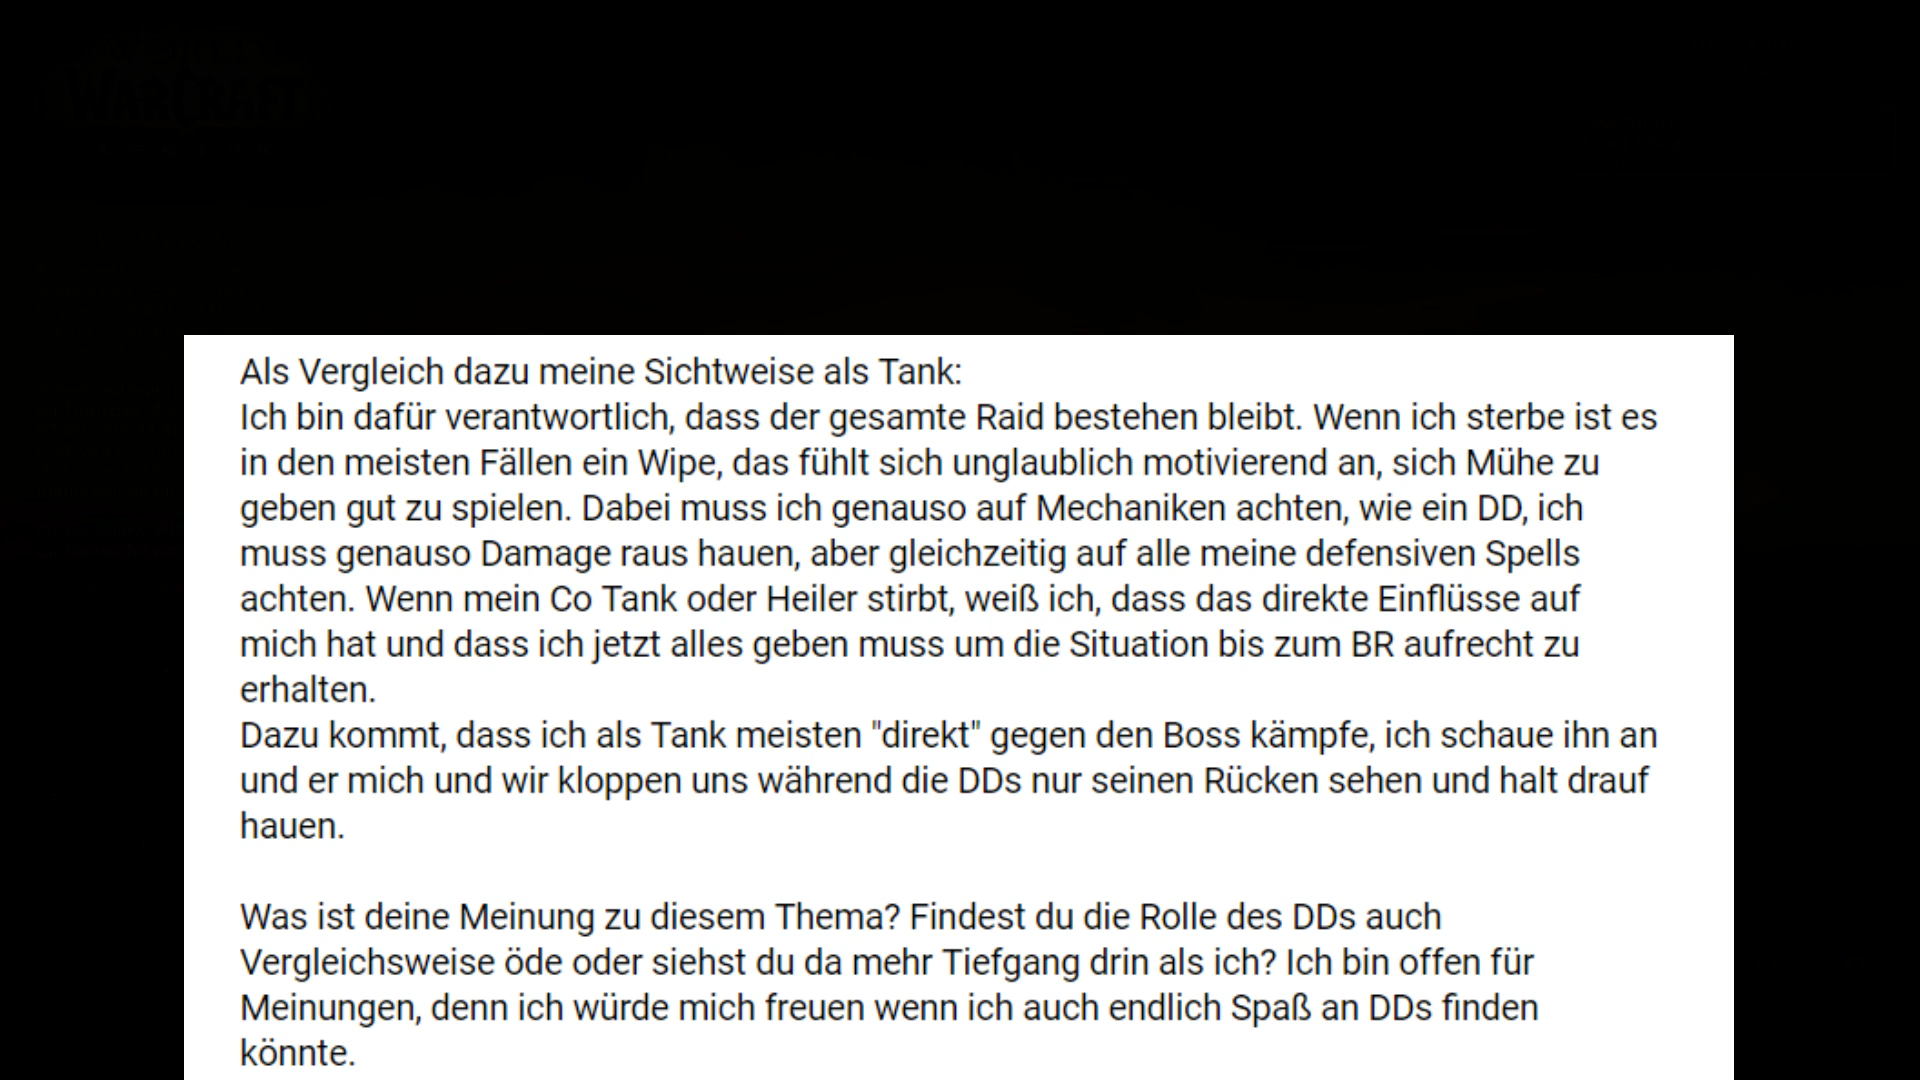 WARCRAFT
Als Vergleich dazu meine Sichtweise als Tank:
Ich bin dafür verantwortlich, dass der gesamte Raid bestehen bleibt. Wenn ich sterbe ist es
in den meisten Fällen ein Wipe, das fühlt sich unglaublich motivierend an, sich Mühe zu
geben gut zu spielen. Dabei muss ich genauso auf Mechaniken achten, wie ein DD, ich
muss genauso Damage raus hauen, aber gleichzeitig auf alle meine defensiven Spells
achten. Wenn mein Co Tank oder Heiler stirbt, weiß ich, dass das direkte Einflüsse auf
mich hat und dass ich jetzt alles geben muss um die Situation bis zum BR aufrecht zu
erhalten.
Dazu kommt, dass ich als Tank meisten "direkt" gegen den Boss kämpfe, ich schaue ihn an
und er mich und wir kloppen uns während die DDs nur seinen Rücken sehen und halt drauf
hauen.
Was ist deine Meinung zu diesem Thema? Findest du die Rolle des DDs auch
Vergleichsweise öde oder siehst du da mehr Tiefgang drin als ich? Ich bin offen für
Meinungen, denn ich würde mich freuen wenn ich auch endlich Spaß an DDs finden
könnte.